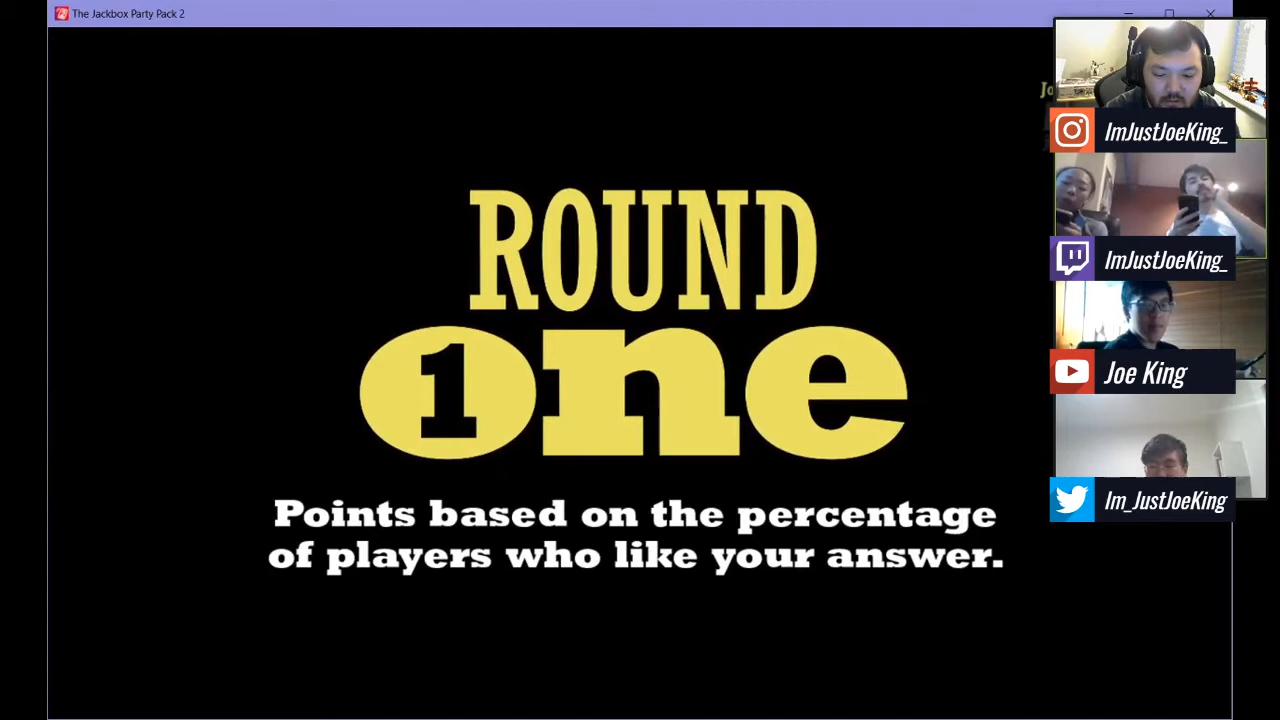 The Jackbox Party Pack 2
ROUND
one
1
Points based on the percentage
of players who like your answer.
Jo
ImJustJoeKing_
ImJustJoeKing_
Joe King
Im_JustJoeKing